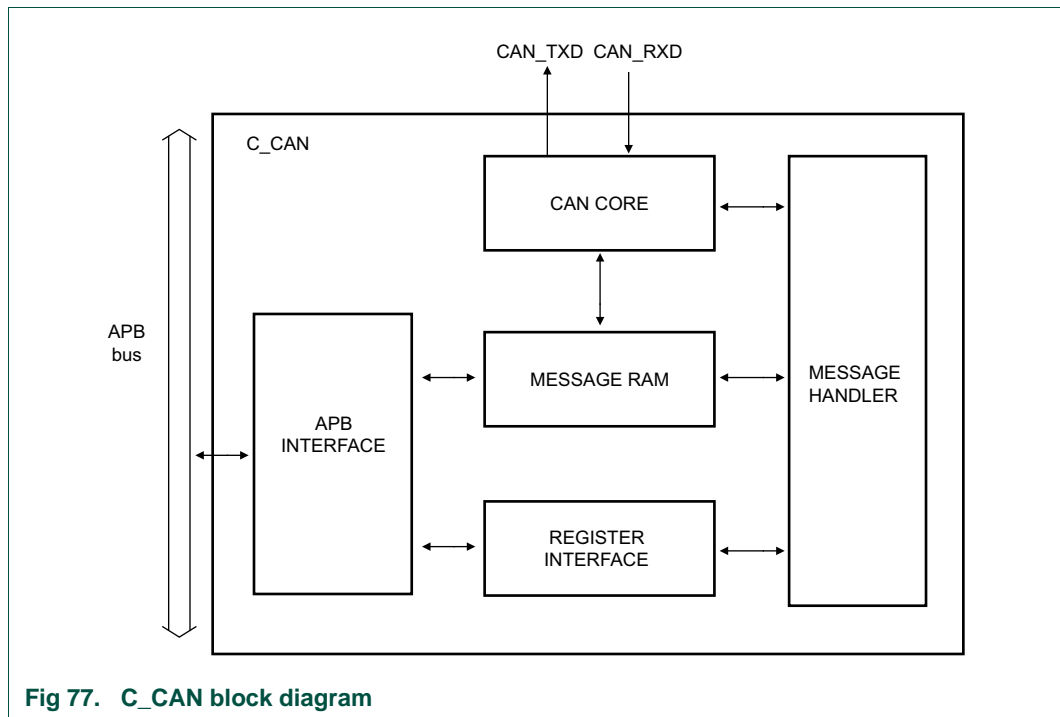 CAN_TXD CAN_RXD
C_CAN
CAN CORE
APB
bus
APB
INTERFACE
MESSAGE RAM
MESSAGE
HANDLER
REGISTER
INTERFACE
Fig 77. C_CAN block diagram